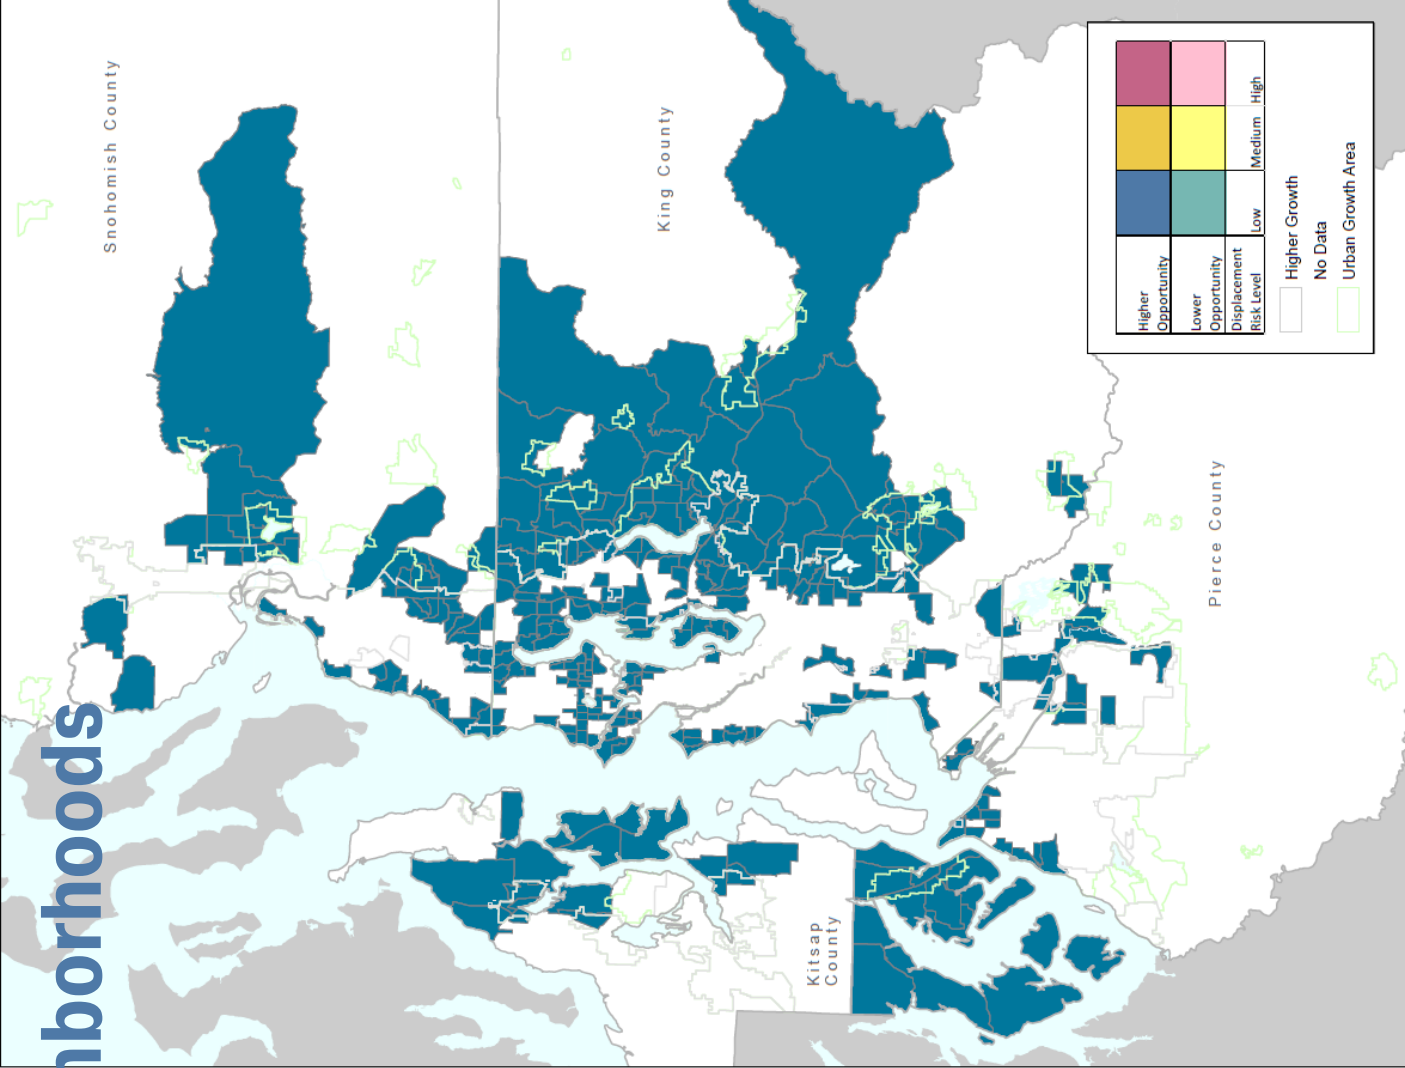 nborhoods
Snohomish County
King County
Pierce County
Kitsap
County
Higher
Opportunity
Lower
Opportunity
Displacement
Risk Level
Low
Medium
High
Higher Growth
No Data
Urban Growth Area